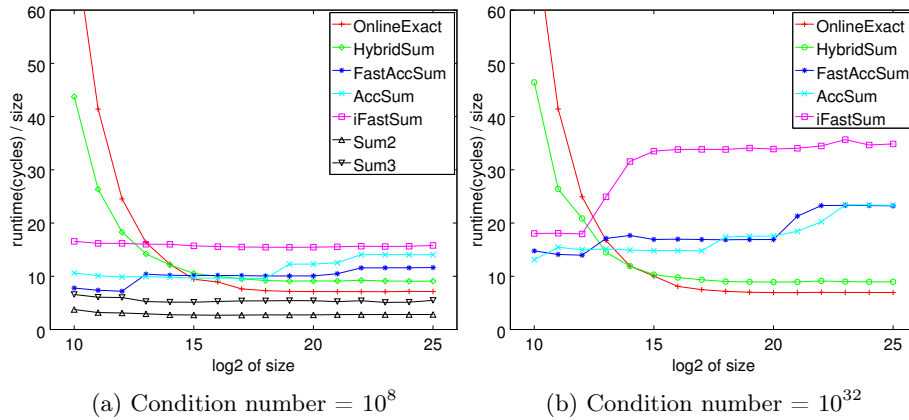 60
50
40
30
20
10
0
runtime(cycles) / size
10
15
20
25
log2 of size
OnlineExact
HybridSum
FastAccSum
AccSum
iFastSum
Sum2
Sum3
(a) Condition number = 10^8
60
50
40
30
20
10
0
runtime(cycles) / size
10
15
20
25
log2 of size
OnlineExact
HybridSum
FastAccSum
AccSum
iFastSum
(b) Condition number = 10^32